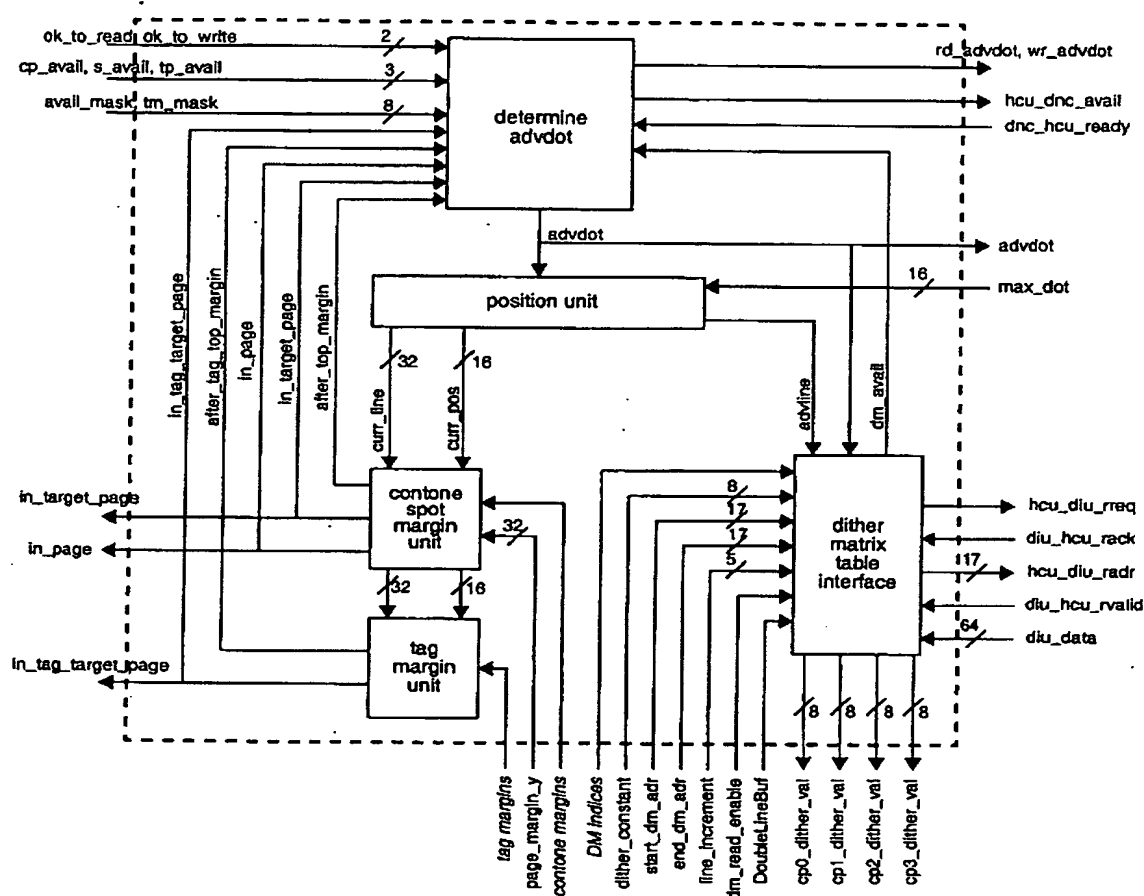 ok_to_read, ok_to_write
2
rd_advdot, wr_advdot
cp_avail, s_avail, tp_avail
3
avail_mask, tm_mask
8
hcu_dnc_avail
determine
advdot
dnc_hcu_ready
advdot
advdot
16
max_dot
position unit
in_tag_target_page
after_tag_top_margin
in_page
in_target_page
after_top_margin
32
16
curr_line
curr_pos
advline
dm_avail
in_target_page
in_page
contone
spot
margin
unit
32
8
17
17
5
dither
matrix
table
interface
hcu_diu_rreq
diu_hcu_rack
17
hcu_diu_radr
diu_hcu_rvalid
64
diu_data
32
16
in_tag_target_page
tag
margin
unit
8
8
8
8
tag margins
page_margin_y
contone margins
DM indices
dither_constant
start_dm_adr
end_dm_adr
line_increment
dm_read_enable
DoubleLineBuf
cp0_dither_val
cp1_dither_val
cp2_dither_val
cp3_dither_val